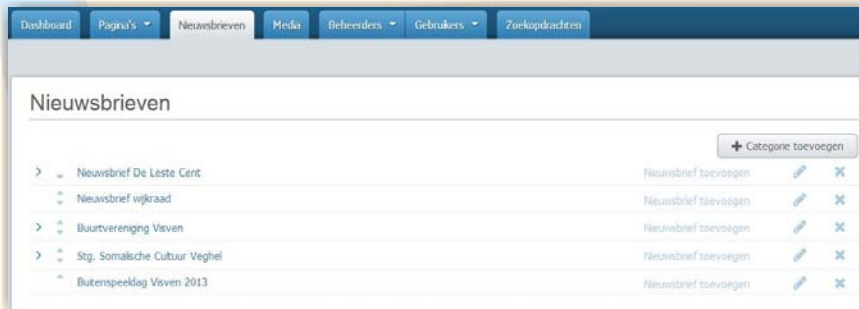 Dashboard Pagina's Nieuwsbrieven Media Beheerders Gebruikers Zoekopdrachten
Nieuwsbrieven
Categorie toevoegen
Nieuwsbrief De Leste Cent Nieuwsbrief toevoegen
Nieuwsbrief wijkraad Nieuwsbrief toevoegen
Buurtvereniging Visven Nieuwsbrief toevoegen
Stg. Somalische Cultuur Veghel Nieuwsbrief toevoegen
Buitenspeeldag Visven 2013 Nieuwsbrief toevoegen